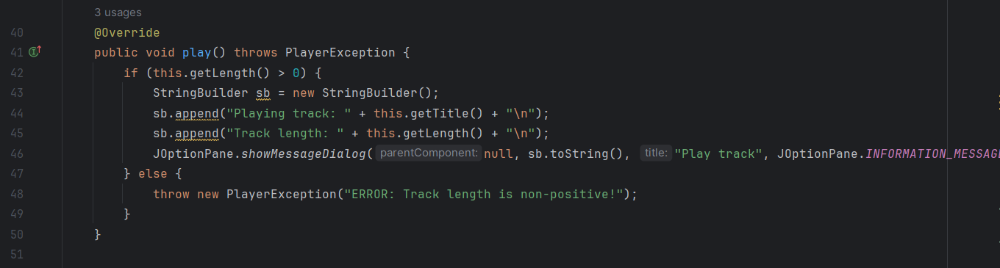 3 usages
40 @Override
41 public void play() throws PlayerException {
42 if (this.getLength() > 0) {
43 StringBuilder sb = new StringBuilder();
44 sb.append("Playing track: " + this.getTitle() + "\n");
45 sb.append("Track length: " + this.getLength() + "\n");
46 JOptionPane.showMessageDialog( parentComponent: null, sb.toString(), title: "Play track", JOptionPane.INFORMATION_MESSAGE
47 } else {
48 throw new PlayerException("ERROR: Track length is non-positive!");
49 }
50 }
51